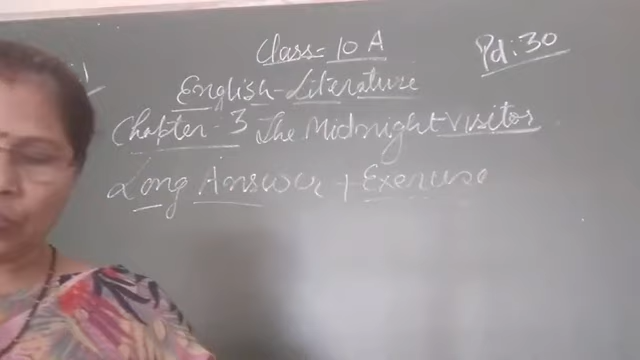 Class- 10 A
Pd: 30
English-Literature
Chapter- 3 The Midnight-Visitor
Long Answer + Exercise